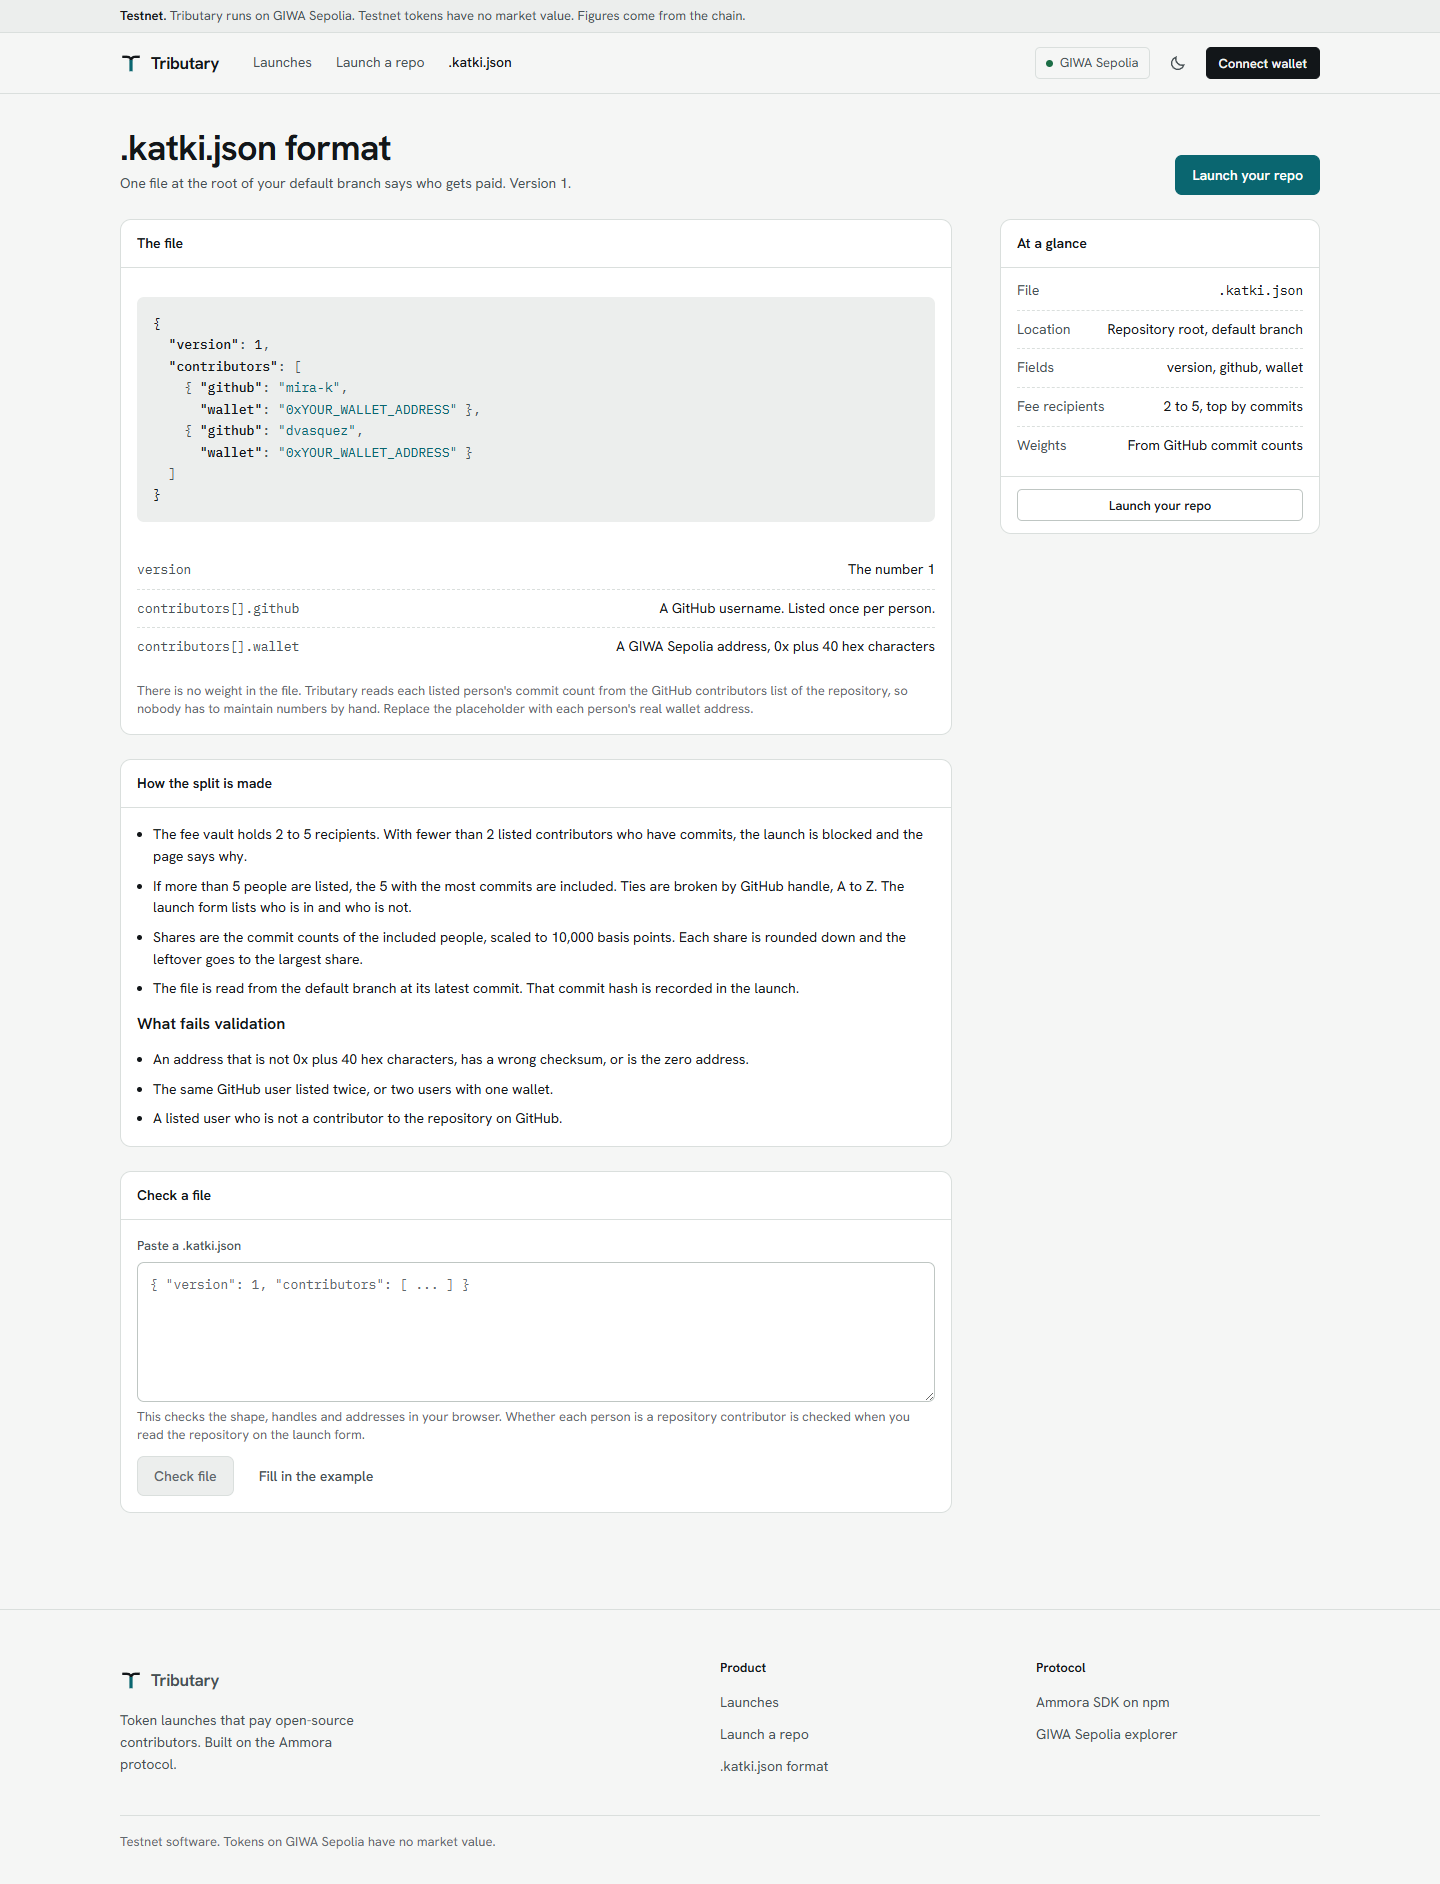 Testnet. Tributary runs on GIWA Sepolia. Testnet tokens have no market value. Figures come from the chain.
Tributary
Launches
Launch a repo
.katki.json
GIWA Sepolia
Connect wallet
.katki.json format
One file at the root of your default branch says who gets paid. Version 1.
Launch your repo
The file
{
"version": 1,
"contributors": [
{ "github": "mira-k",
"wallet": "0xYOUR_WALLET_ADDRESS" },
{ "github": "dvasquez",
"wallet": "0xYOUR_WALLET_ADDRESS" }
]
}
version
The number 1
contributors[].github
A GitHub username. Listed once per person.
contributors[].wallet
A GIWA Sepolia address, 0x plus 40 hex characters
There is no weight in the file. Tributary reads each listed person's commit count from the GitHub contributors list of the repository, so
nobody has to maintain numbers by hand. Replace the placeholder with each person's real wallet address.
At a glance
File
.katki.json
Location
Repository root, default branch
Fields
version, github, wallet
Fee recipients
2 to 5, top by commits
Weights
From GitHub commit counts
Launch your repo
How the split is made
• The fee vault holds 2 to 5 recipients. With fewer than 2 listed contributors who have commits, the launch is blocked and the
page says why.
• If more than 5 people are listed, the 5 with the most commits are included. Ties are broken by GitHub handle, A to Z. The
launch form lists who is in and who is not.
• Shares are the commit counts of the included people, scaled to 10,000 basis points. Each share is rounded down and the
leftover goes to the largest share.
• The file is read from the default branch at its latest commit. That commit hash is recorded in the launch.
What fails validation
• An address that is not 0x plus 40 hex characters, has a wrong checksum, or is the zero address.
• The same GitHub user listed twice, or two users with one wallet.
• A listed user who is not a contributor to the repository on GitHub.
Check a file
Paste a .katki.json
{ "version": 1, "contributors": [ ... ] }
This checks the shape, handles and addresses in your browser. Whether each person is a repository contributor is checked when you
read the repository on the launch form.
Check file
Fill in the example
Tributary
Token launches that pay open-source
contributors. Built on the Ammora
protocol.
Product
Launches
Launch a repo
.katki.json format
Protocol
Ammora SDK on npm
GIWA Sepolia explorer
Testnet software. Tokens on GIWA Sepolia have no market value.